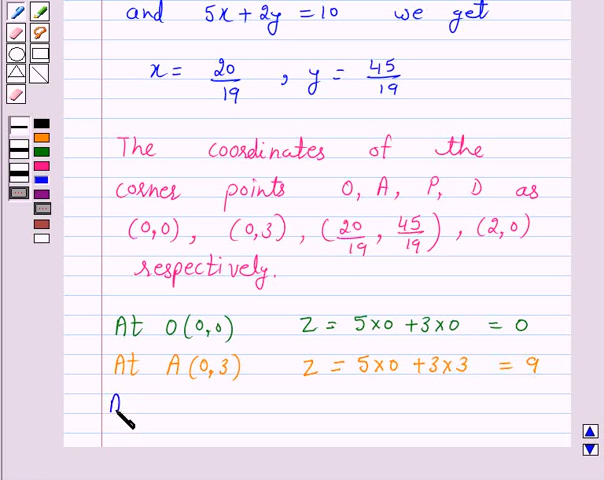 and 5x + 2y = 10 we get
x = 20/19 , y = 45/19
The coordinates of the
corner points O, A, P, D as
(0,0) , (0,3) , (20/19 , 45/19) , (2,0)
respectively.
At O(0,0) Z = 5×0 + 3×0 = 0
At A(0,3) Z = 5×0 + 3×3 = 9